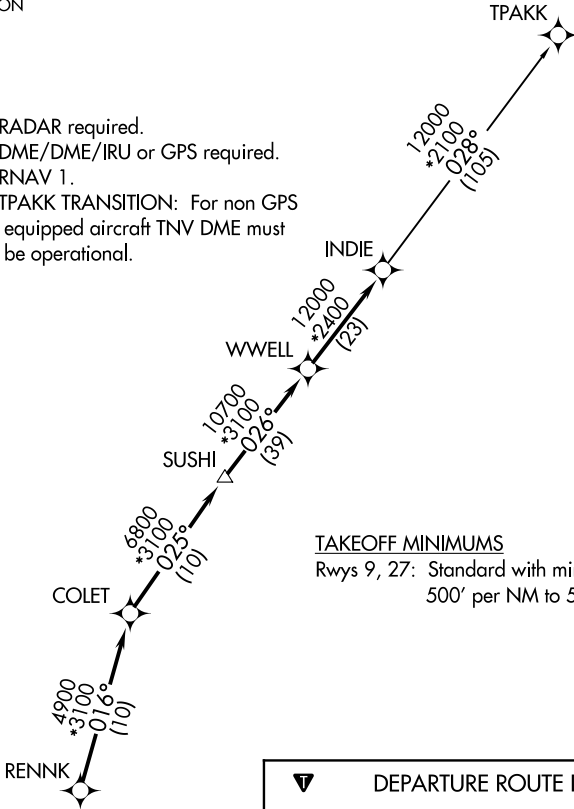 ON
TPAKK
RADAR required.
DME/DME/IRU or GPS required.
RNAV 1.
TPAKK TRANSITION: For non GPS
equipped aircraft TNV DME must
be operational.
12000
*2100
028°
(105)
INDIE
12000
*2400
(23)
WWELL
10700
*3100
026°
(39)
SUSHI
6800
*3100
025°
(10)
TAKEOFF MINIMUMS
Rwys 9, 27: Standard with mi
500' per NM to 5
COLET
4900
*3100
016°
(10)
RENNK
T
DEPARTURE ROUTE